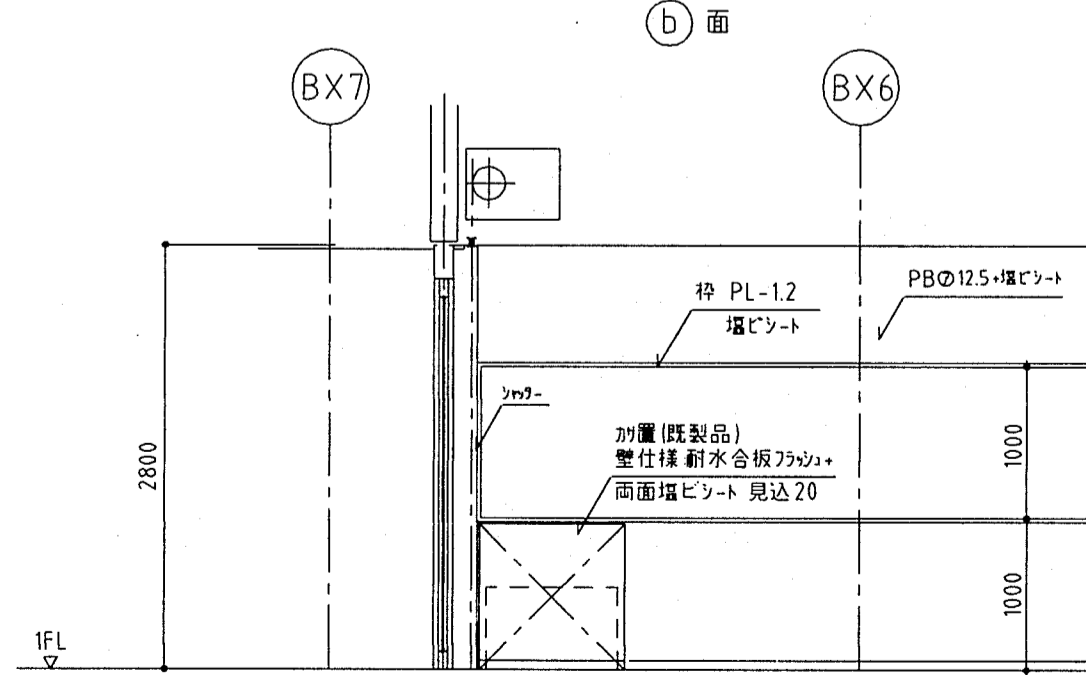 b 面
BX7
BX6
枠 PL-1.2
塩ビシート
PB⑦12.5+塩ビシート
シャッター
カサ置(既製品)
壁仕様 耐水合板フラッシュ+
両面塩ビシート 見込20
2800
1000
1000
1FL